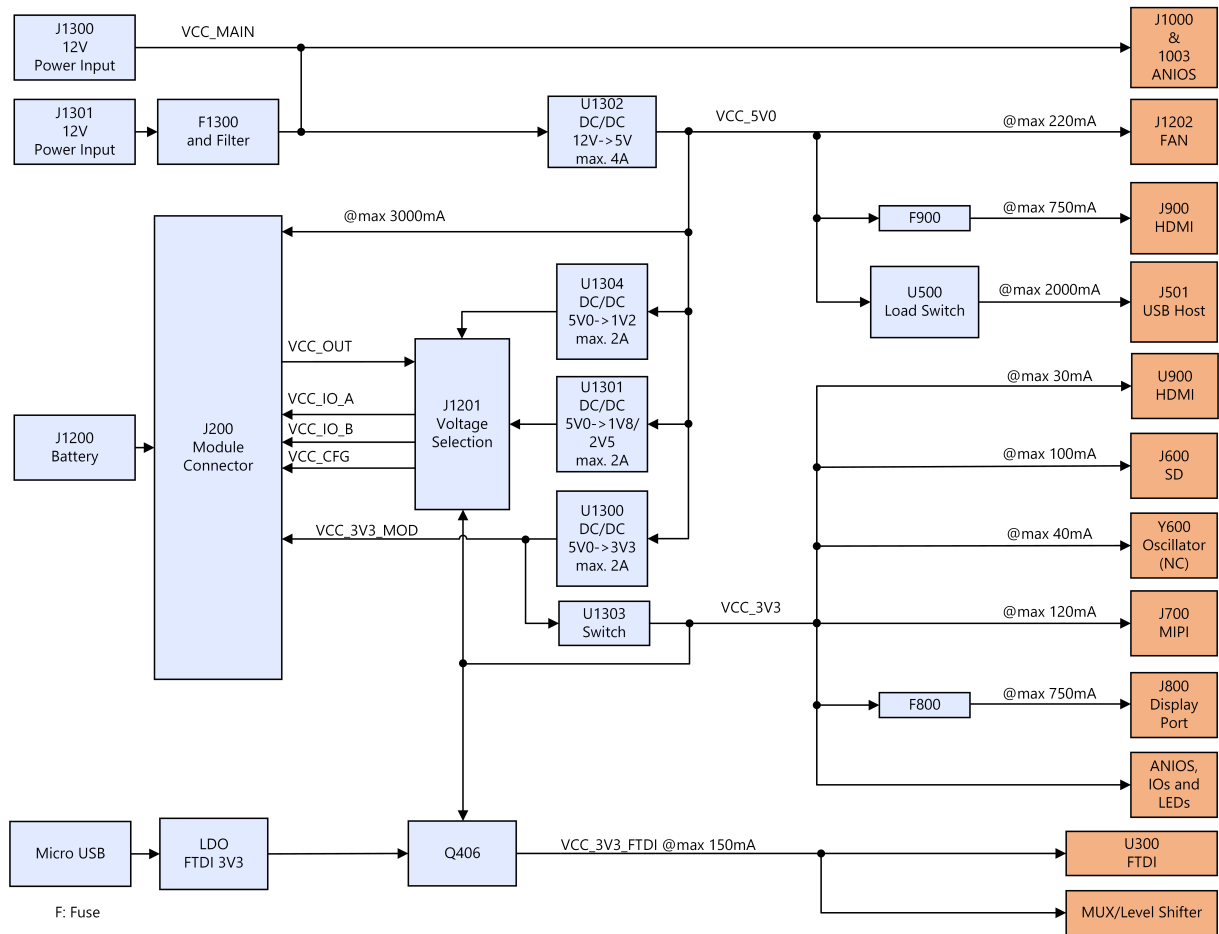 J1300
12V
Power Input
VCC_MAIN
J1000
&
1003
ANIOS
J1301
12V
Power Input
F1300
and Filter
U1302
DC/DC
12V->5V
max. 4A
VCC_5V0
@max 220mA
J1202
FAN
@max 3000mA
F900
@max 750mA
J900
HDMI
U500
Load Switch
@max 2000mA
J501
USB Host
U1304
DC/DC
5V0->1V2
max. 2A
VCC_OUT
VCC_IO_A
VCC_IO_B
VCC_CFG
J1201
Voltage
Selection
U1301
DC/DC
5V0->1V8/
2V5
max. 2A
@max 30mA
U900
HDMI
J1200
Battery
J200
Module
Connector
@max 100mA
J600
SD
VCC_3V3_MOD
U1300
DC/DC
5V0->3V3
max. 2A
@max 40mA
Y600
Oscillator
(NC)
U1303
Switch
VCC_3V3
@max 120mA
J700
MIPI
F800
@max 750mA
J800
Display
Port
ANIOS,
IOs and
LEDs
Micro USB
LDO
FTDI 3V3
Q406
VCC_3V3_FTDI @max 150mA
U300
FTDI
MUX/Level Shifter
F: Fuse